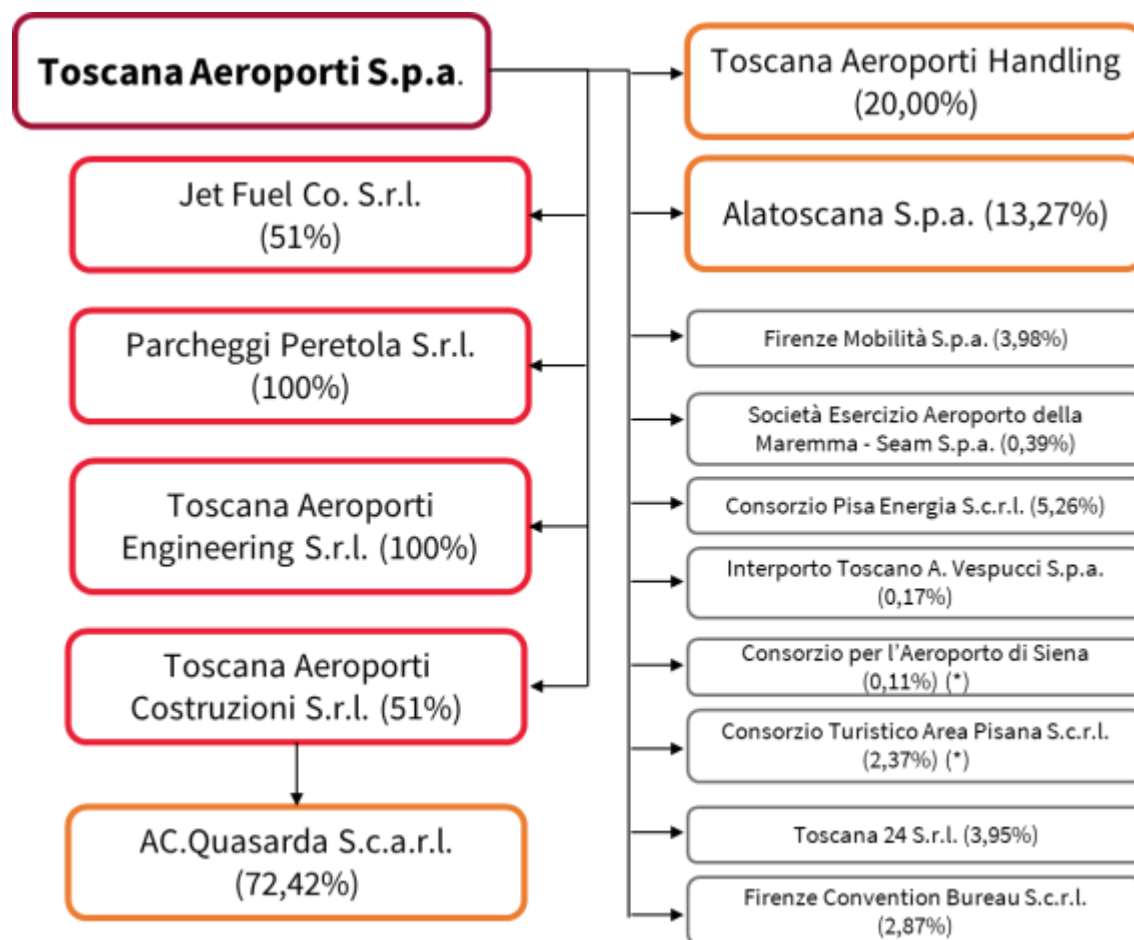 Toscana Aeroporti S.p.a.
Jet Fuel Co. S.r.l.
(51%)
Parcheggi Peretola S.r.l.
(100%)
Toscana Aeroporti
Engineering S.r.l. (100%)
Toscana Aeroporti
Costruzioni S.r.l. (51%)
AC.Quasarda S.c.a.r.l.
(72,42%)
Toscana Aeroporti Handling
(20,00%)
Alatoscana S.p.a. (13,27%)
Firenze Mobilità S.p.a. (3,98%)
Società Esercizio Aeroporto della
Maremma - Seam S.p.a. (0,39%)
Consorzio Pisa Energia S.c.r.l. (5,26%)
Interporto Toscano A. Vespucci S.p.a.
(0,17%)
Consorzio per l’Aeroporto di Siena
(0,11%) (*)
Consorzio Turistico Area Pisana S.c.r.l.
(2,37%) (*)
Toscana 24 S.r.l. (3,95%)
Firenze Convention Bureau S.c.r.l.
(2,87%)